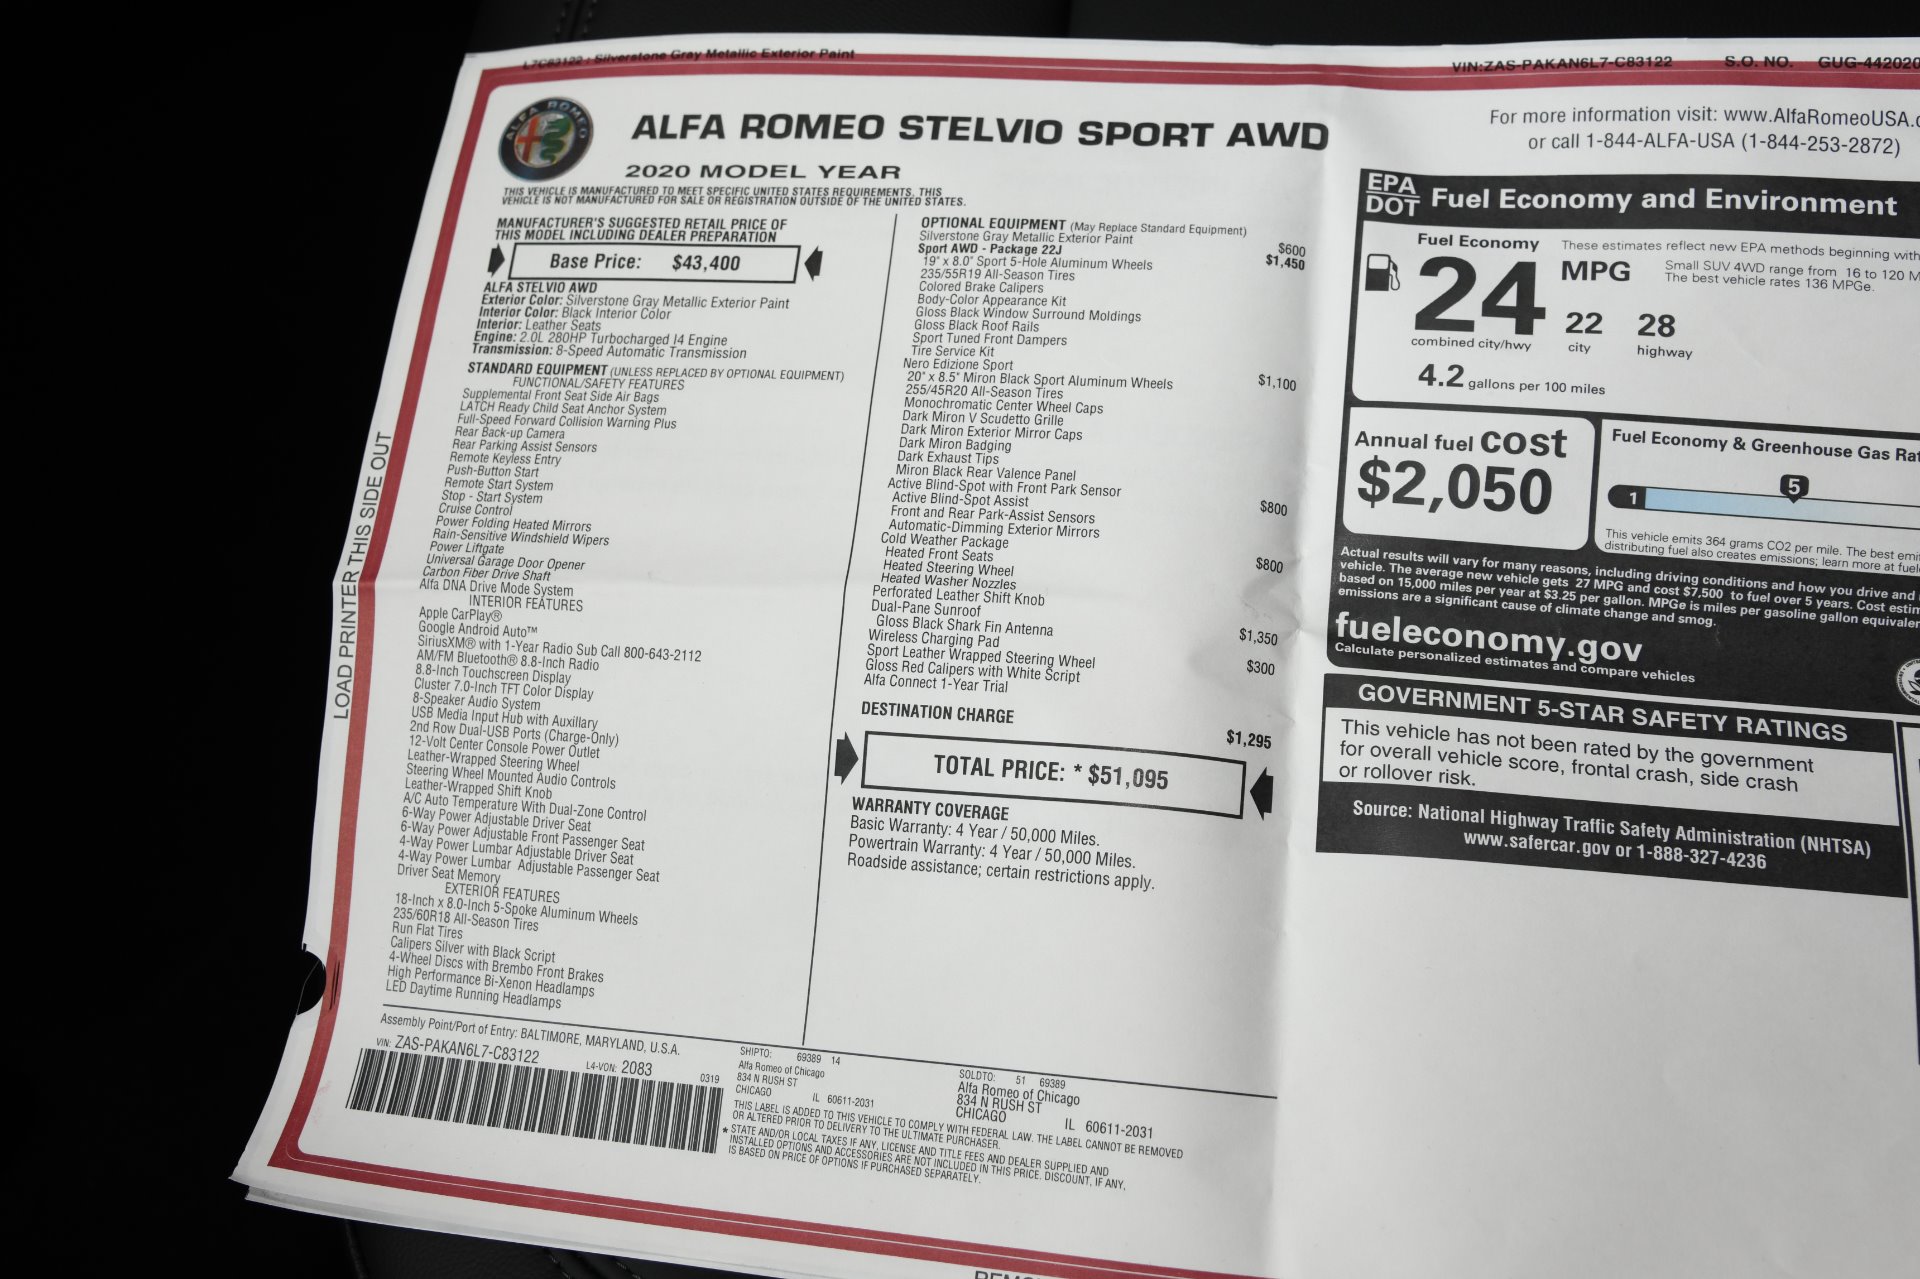 L7C83122 : Silverstone Gray Metallic Exterior Paint
VIN:ZAS-PAKAN6L7-C83122 S.O. NO. GUG-442020
ALFA ROMEO
ALFA ROMEO STELVIO SPORT AWD
2020 MODEL YEAR
THIS VEHICLE IS MANUFACTURED TO MEET SPECIFIC UNITED STATES REQUIREMENTS. THIS
VEHICLE IS NOT MANUFACTURED FOR SALE OR REGISTRATION OUTSIDE OF THE UNITED STATES.
MANUFACTURER'S SUGGESTED RETAIL PRICE OF
THIS MODEL INCLUDING DEALER PREPARATION
Base Price: $43,400
ALFA STELVIO AWD
Exterior Color: Silverstone Gray Metallic Exterior Paint
Interior Color: Black Interior Color
Interior: Leather Seats
Engine: 2.0L 280HP Turbocharged I4 Engine
Transmission: 8-Speed Automatic Transmission
STANDARD EQUIPMENT (UNLESS REPLACED BY OPTIONAL EQUIPMENT)
FUNCTIONAL/SAFETY FEATURES
Supplemental Front Seat Side Air Bags
LATCH Ready Child Seat Anchor System
Full-Speed Forward Collision Warning Plus
Rear Back-up Camera
Rear Parking Assist Sensors
Remote Keyless Entry
Push-Button Start
Remote Start System
Stop - Start System
Cruise Control
Power Folding Heated Mirrors
Rain-Sensitive Windshield Wipers
Power Liftgate
Universal Garage Door Opener
Carbon Fiber Drive Shaft
Alfa DNA Drive Mode System
INTERIOR FEATURES
Apple CarPlay®
Google Android Auto™
SiriusXM® with 1-Year Radio Sub Call 800-643-2112
AM/FM Bluetooth® 8.8-Inch Radio
8.8-Inch Touchscreen Display
Cluster 7.0-Inch TFT Color Display
8-Speaker Audio System
USB Media Input Hub with Auxillary
2nd Row Dual-USB Ports (Charge-Only)
12-Volt Center Console Power Outlet
Leather-Wrapped Steering Wheel
Steering Wheel Mounted Audio Controls
Leather-Wrapped Shift Knob
A/C Auto Temperature With Dual-Zone Control
6-Way Power Adjustable Driver Seat
6-Way Power Adjustable Front Passenger Seat
4-Way Power Lumbar Adjustable Driver Seat
4-Way Power Lumbar Adjustable Passenger Seat
Driver Seat Memory
EXTERIOR FEATURES
18-Inch x 8.0-Inch 5-Spoke Aluminum Wheels
235/60R18 All-Season Tires
Run Flat Tires
Calipers Silver with Black Script
4-Wheel Discs with Brembo Front Brakes
High Performance Bi-Xenon Headlamps
LED Daytime Running Headlamps
OPTIONAL EQUIPMENT (May Replace Standard Equipment)
Silverstone Gray Metallic Exterior Paint $600
Sport AWD - Package 22J $1,450
19" x 8.0" Sport 5-Hole Aluminum Wheels
235/55R19 All-Season Tires
Colored Brake Calipers
Body-Color Appearance Kit
Gloss Black Window Surround Moldings
Gloss Black Roof Rails
Sport Tuned Front Dampers
Tire Service Kit
Nero Edizione Sport $1,100
20" x 8.5" Miron Black Sport Aluminum Wheels
255/45R20 All-Season Tires
Monochromatic Center Wheel Caps
Dark Miron V Scudetto Grille
Dark Miron Exterior Mirror Caps
Dark Miron Badging
Dark Exhaust Tips
Miron Black Rear Valence Panel
Active Blind-Spot with Front Park Sensor $800
Active Blind-Spot Assist
Front and Rear Park-Assist Sensors
Automatic-Dimming Exterior Mirrors
Cold Weather Package $800
Heated Front Seats
Heated Steering Wheel
Heated Washer Nozzles
Perforated Leather Shift Knob
Dual-Pane Sunroof $1,350
Gloss Black Shark Fin Antenna
Wireless Charging Pad $300
Sport Leather Wrapped Steering Wheel
Gloss Red Calipers with White Script
Alfa Connect 1-Year Trial
DESTINATION CHARGE $1,295
TOTAL PRICE: * $51,095
WARRANTY COVERAGE
Basic Warranty: 4 Year / 50,000 Miles.
Powertrain Warranty: 4 Year / 50,000 Miles.
Roadside assistance; certain restrictions apply.
For more information visit: www.AlfaRomeoUSA.c
or call 1-844-ALFA-USA (1-844-253-2872)
EPA
DOT
Fuel Economy and Environment
Fuel Economy
24 MPG
combined city/hwy
22
city
28
highway
4.2 gallons per 100 miles
These estimates reflect new EPA methods beginning with
Small SUV 4WD range from 16 to 120 M
The best vehicle rates 136 MPGe.
Annual fuel cost
$2,050
Fuel Economy & Greenhouse Gas Rat
1
5
This vehicle emits 364 grams CO2 per mile. The best emi
distributing fuel also creates emissions; learn more at fuel
Actual results will vary for many reasons, including driving conditions and how you drive and
vehicle. The average new vehicle gets 27 MPG and cost $7,500 to fuel over 5 years. Cost estim
based on 15,000 miles per year at $3.25 per gallon. MPGe is miles per gasoline gallon equivalen
emissions are a significant cause of climate change and smog.
fueleconomy.gov
Calculate personalized estimates and compare vehicles
GOVERNMENT 5-STAR SAFETY RATINGS
This vehicle has not been rated by the government
for overall vehicle score, frontal crash, side crash
or rollover risk.
Source: National Highway Traffic Safety Administration (NHTSA)
www.safercar.gov or 1-888-327-4236
LOAD PRINTER THIS SIDE OUT
Assembly Point/Port of Entry: BALTIMORE, MARYLAND, U.S.A.
VIN: ZAS-PAKAN6L7-C83122
L4-VON: 2083
0319
SHIPTO: 69389 14
Alfa Romeo of Chicago
834 N RUSH ST
CHICAGO IL 60611-2031
SOLDTO: 51 69389
Alfa Romeo of Chicago
834 N RUSH ST
CHICAGO IL 60611-2031
THIS LABEL IS ADDED TO THIS VEHICLE TO COMPLY WITH FEDERAL LAW. THE LABEL CANNOT BE REMOVED
OR ALTERED PRIOR TO DELIVERY TO THE ULTIMATE PURCHASER.
* STATE AND/OR LOCAL TAXES IF ANY, LICENSE AND TITLE FEES AND DEALER SUPPLIED AND
INSTALLED OPTIONS AND ACCESSORIES ARE NOT INCLUDED IN THIS PRICE. DISCOUNT, IF ANY,
IS BASED ON PRICE OF OPTIONS IF PURCHASED SEPARATELY.